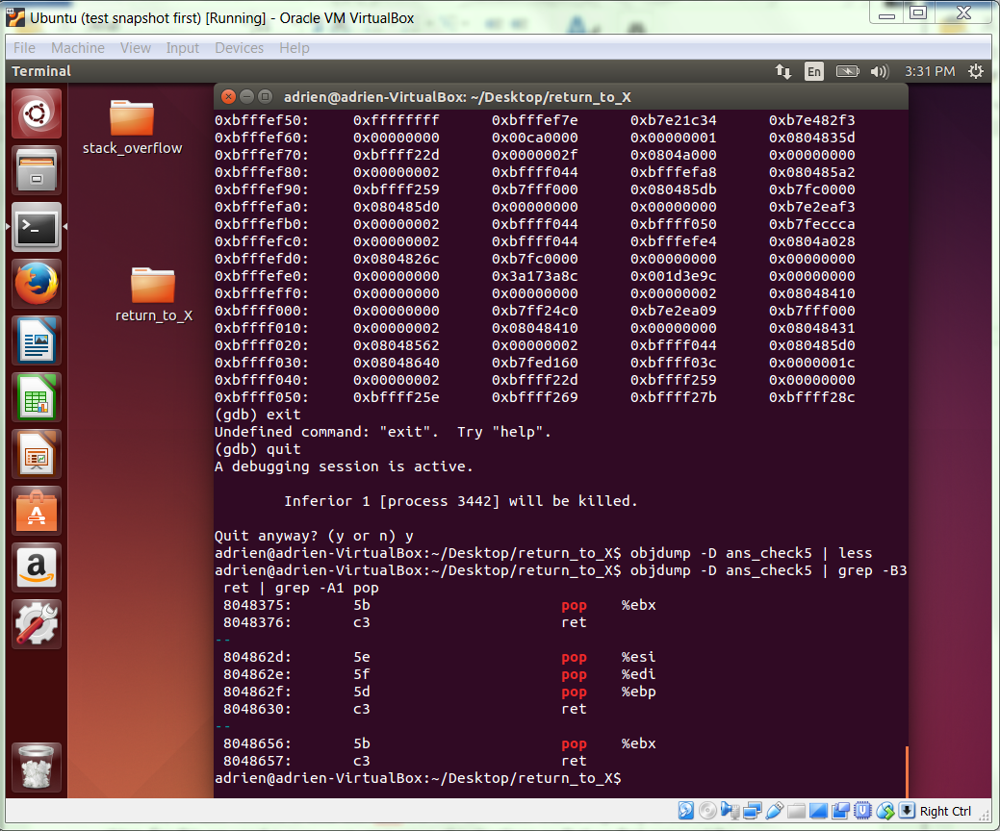 Ubuntu (test snapshot first) [Running] - Oracle VM VirtualBox
File Machine View Input Devices Help
Terminal En 3:31 PM
adrien@adrien-VirtualBox: ~/Desktop/return_to_X
stack_overflow
return_to_X
0xbfffef50: 0xffffffff 0xbfffef7e 0xb7e21c34 0xb7e482f3
0xbfffef60: 0x00000000 0x00ca0000 0x00000001 0x0804835d
0xbfffef70: 0xbffff22d 0x0000002f 0x0804a000 0x00000000
0xbfffef80: 0x00000002 0xbffff044 0xbfffefa8 0x080485a2
0xbfffef90: 0xbffff259 0xb7fff000 0x080485db 0xb7fc0000
0xbfffefa0: 0x080485d0 0x00000000 0x00000000 0xb7e2eaf3
0xbfffefb0: 0x00000002 0xbffff044 0xbffff050 0xb7feccca
0xbfffefc0: 0x00000002 0xbffff044 0xbfffefe4 0x0804a028
0xbfffefd0: 0x0804826c 0xb7fc0000 0x00000000 0x00000000
0xbfffefe0: 0x00000000 0x3a173a8c 0x001d3e9c 0x00000000
0xbfffeff0: 0x00000000 0x00000000 0x00000002 0x08048410
0xbffff000: 0x00000000 0xb7ff24c0 0xb7e2ea09 0xb7fff000
0xbffff010: 0x00000002 0x08048410 0x00000000 0x08048431
0xbffff020: 0x08048562 0x00000002 0xbffff044 0x080485d0
0xbffff030: 0x08048640 0xb7fed160 0xbffff03c 0x0000001c
0xbffff040: 0x00000002 0xbffff22d 0xbffff259 0x00000000
0xbffff050: 0xbffff25e 0xbffff269 0xbffff27b 0xbffff28c
(gdb) exit
Undefined command: "exit".  Try "help".
(gdb) quit
A debugging session is active.
Inferior 1 [process 3442] will be killed.
Quit anyway? (y or n) y
adrien@adrien-VirtualBox:~/Desktop/return_to_X$ objdump -D ans_check5 | less
adrien@adrien-VirtualBox:~/Desktop/return_to_X$ objdump -D ans_check5 | grep -B3
ret | grep -A1 pop
8048375: 5b pop %ebx
8048376: c3 ret
--
804862d: 5e pop %esi
804862e: 5f pop %edi
804862f: 5d pop %ebp
8048630: c3 ret
--
8048656: 5b pop %ebx
8048657: c3 ret
adrien@adrien-VirtualBox:~/Desktop/return_to_X$
Right Ctrl